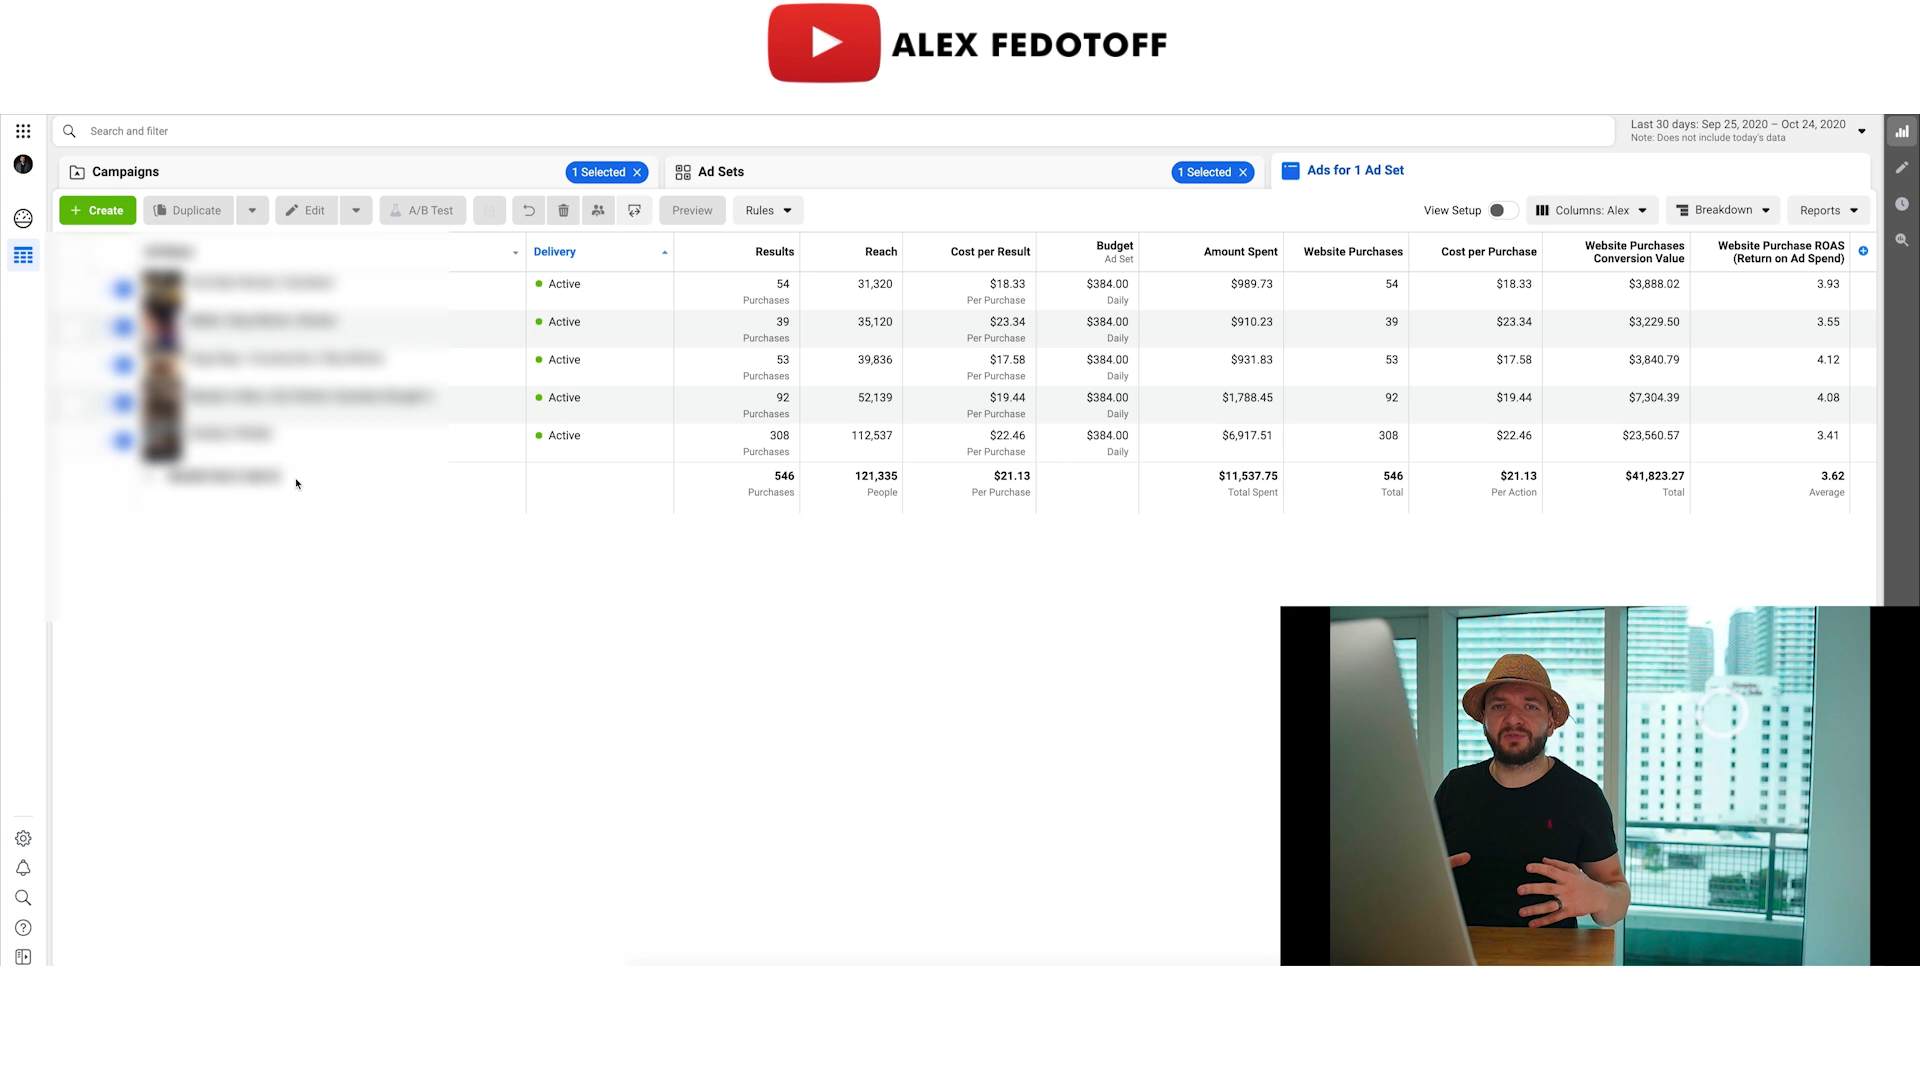 ALEX FEDOTOFF
Search and filter
Last 30 days: Sep 25, 2020 – Oct 24, 2020
Note: Does not include today's data
Campaigns 1 Selected Ad Sets 1 Selected Ads for 1 Ad Set
+ Create Duplicate Edit A/B Test Preview Rules View Setup Columns: Alex Breakdown Reports
Delivery Results Reach Cost per Result Budget Ad Set Amount Spent Website Purchases Cost per Purchase Website Purchases Conversion Value Website Purchase ROAS (Return on Ad Spend)
Active 54 31,320 $18.33 $384.00 $989.73 54 $18.33 $3,888.02 3.93
Purchases Per Purchase Daily
Active 39 35,120 $23.34 $384.00 $910.23 39 $23.34 $3,229.50 3.55
Purchases Per Purchase Daily
Active 53 39,836 $17.58 $384.00 $931.83 53 $17.58 $3,840.79 4.12
Purchases Per Purchase Daily
Active 92 52,139 $19.44 $384.00 $1,788.45 92 $19.44 $7,304.39 4.08
Purchases Per Purchase Daily
Active 308 112,537 $22.46 $384.00 $6,917.51 308 $22.46 $23,560.57 3.41
Purchases Per Purchase Daily
546 121,335 $21.13 $11,537.75 546 $21.13 $41,823.27 3.62
Purchases People Per Purchase Total Spent Total Per Action Total Average